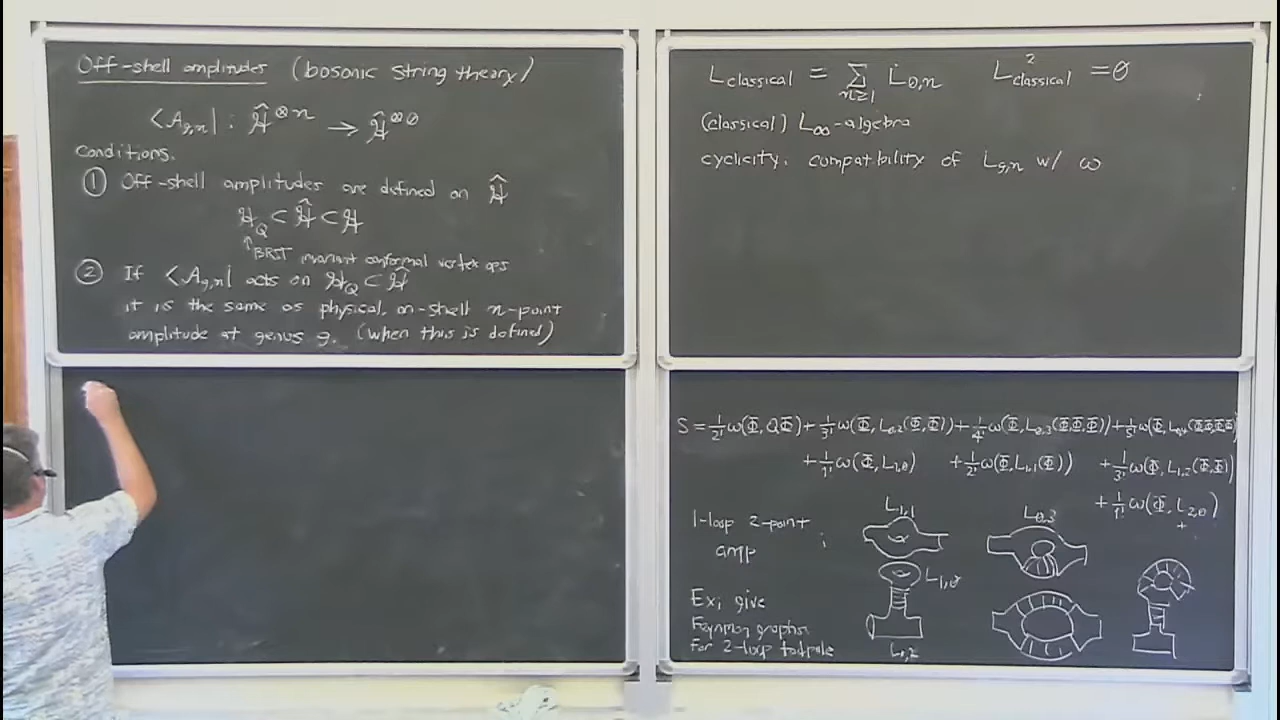 Off-shell amplitudes (bosonic string theory)
⟨A_{g,n}| : Ĥ^{⊗n} → Ĥ^{⊗0}
Conditions.
① Off-shell amplitudes are defined on Ĥ
H_Q ⊂ Ĥ ⊂ H
↑ BRST invariant conformal vertex ops
② If ⟨A_{g,n}| acts on H_Q ⊂ Ĥ
it is the same as physical, on-shell n-point
amplitude at genus g. (when this is defined)
L_{classical} = Σ_{n≥1} L_{0,n}   L²_{classical} = 0
(classical) L_∞-algebra
cyclicity. compatbility of L_{g,n} w/ ω
S = 1/2! ω(Φ, QΦ) + 1/3! ω(Φ, L_{0,2}(Φ,Φ)) + 1/4! ω(Φ, L_{0,3}(Φ,Φ,Φ)) + 1/5! ω(Φ, L_{0,4}(Φ,Φ,Φ,Φ))
+ 1/1! ω(Φ, L_{1,0}) + 1/2! ω(Φ, L_{1,1}(Φ)) + 1/3! ω(Φ, L_{1,2}(Φ,Φ))
+ 1/1! ω(Φ, L_{2,0})
+
1-loop 2-point
amp :
L_{1,1}
L_{0,3}
L_{1,0}
L_{0,2}
Ex: give
Feynman graphs
For 2-loop tadpole